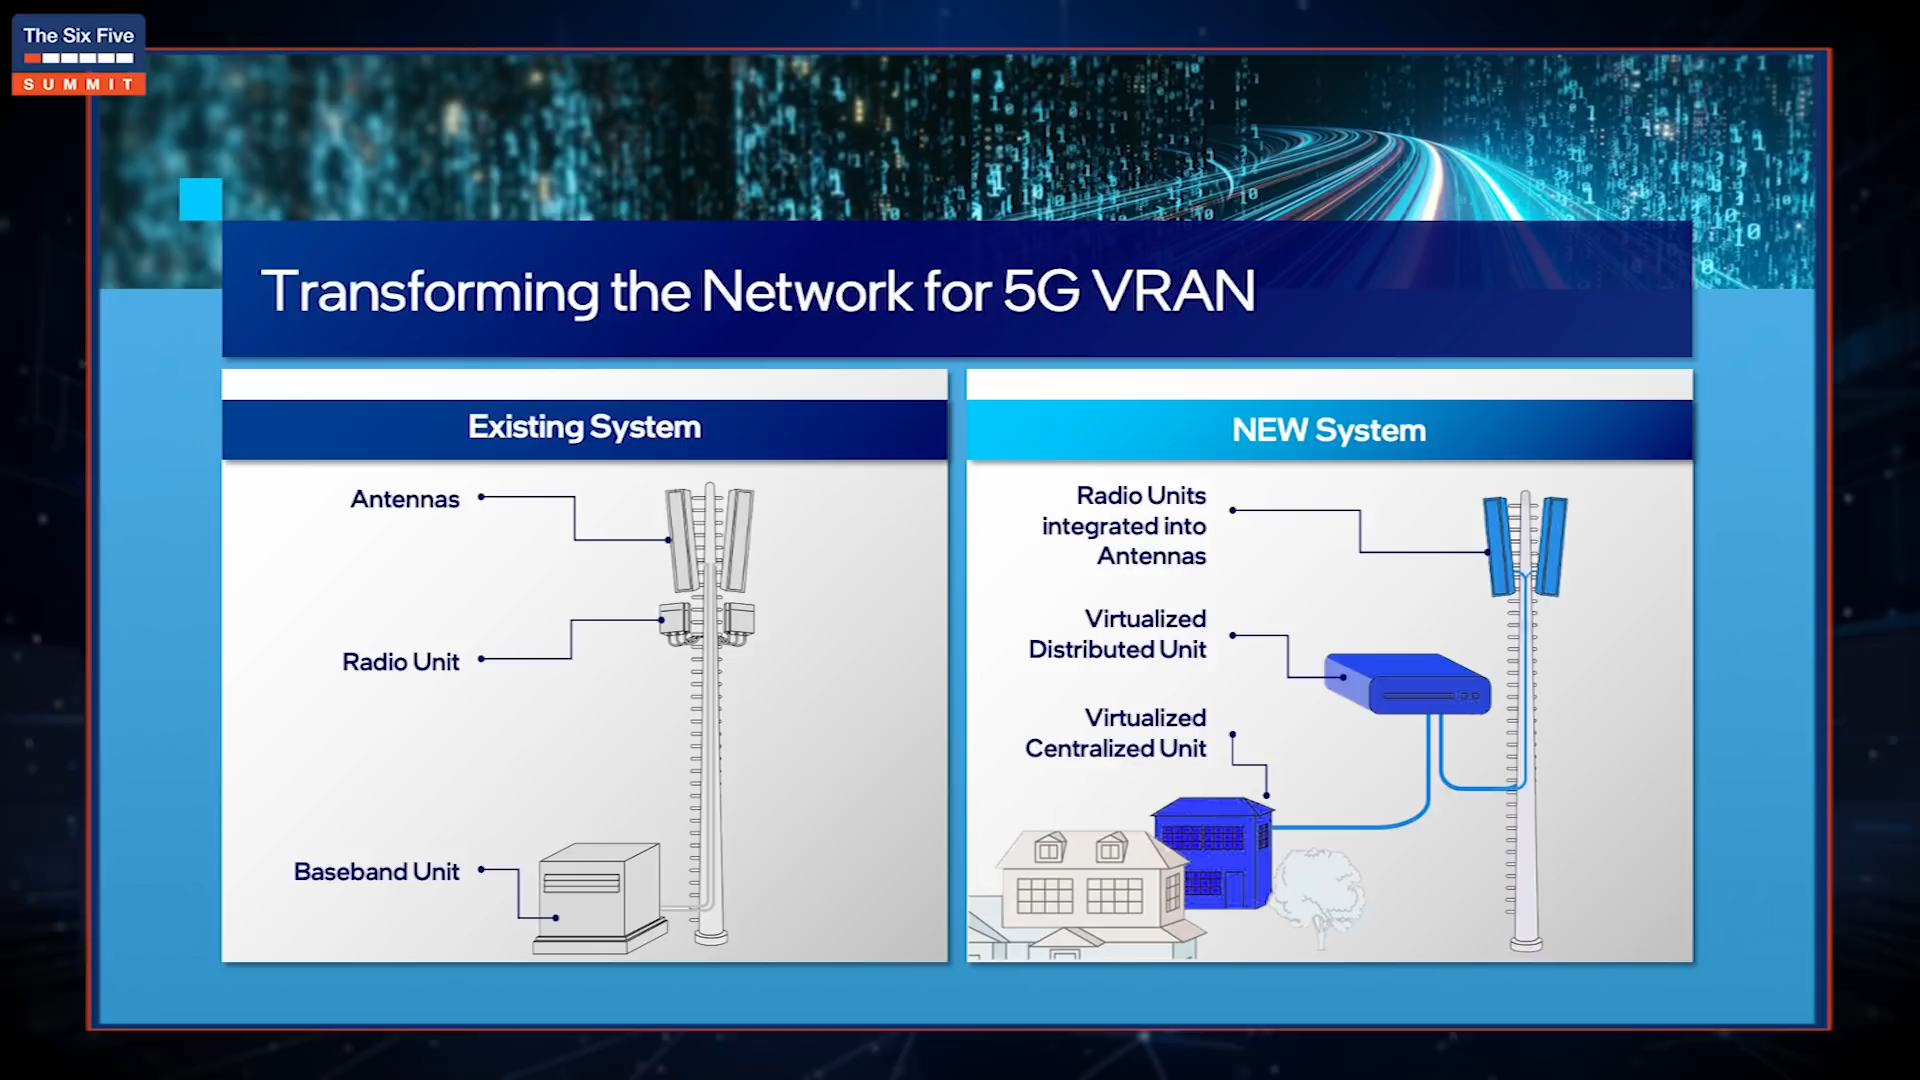 The Six Five
SUMMIT
Transforming the Network for 5G VRAN
Existing System
Antennas
Radio Unit
Baseband Unit
NEW System
Radio Units
integrated into
Antennas
Virtualized
Distributed Unit
Virtualized
Centralized Unit